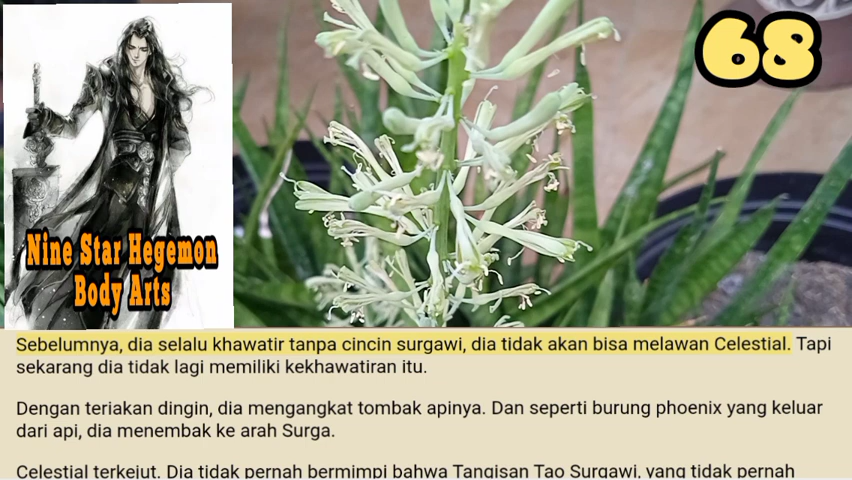 68
Nine Star Hegemon
Body Arts
Sebelumnya, dia selalu khawatir tanpa cincin surgawi, dia tidak akan bisa melawan Celestial. Tapi
sekarang dia tidak lagi memiliki kekhawatiran itu.
Dengan teriakan dingin, dia mengangkat tombak apinya. Dan seperti burung phoenix yang keluar
dari api, dia menembak ke arah Surga.
Celestial terkejut. Dia tidak pernah bermimpi bahwa Tangisan Tao Surgawi, yang tidak pernah